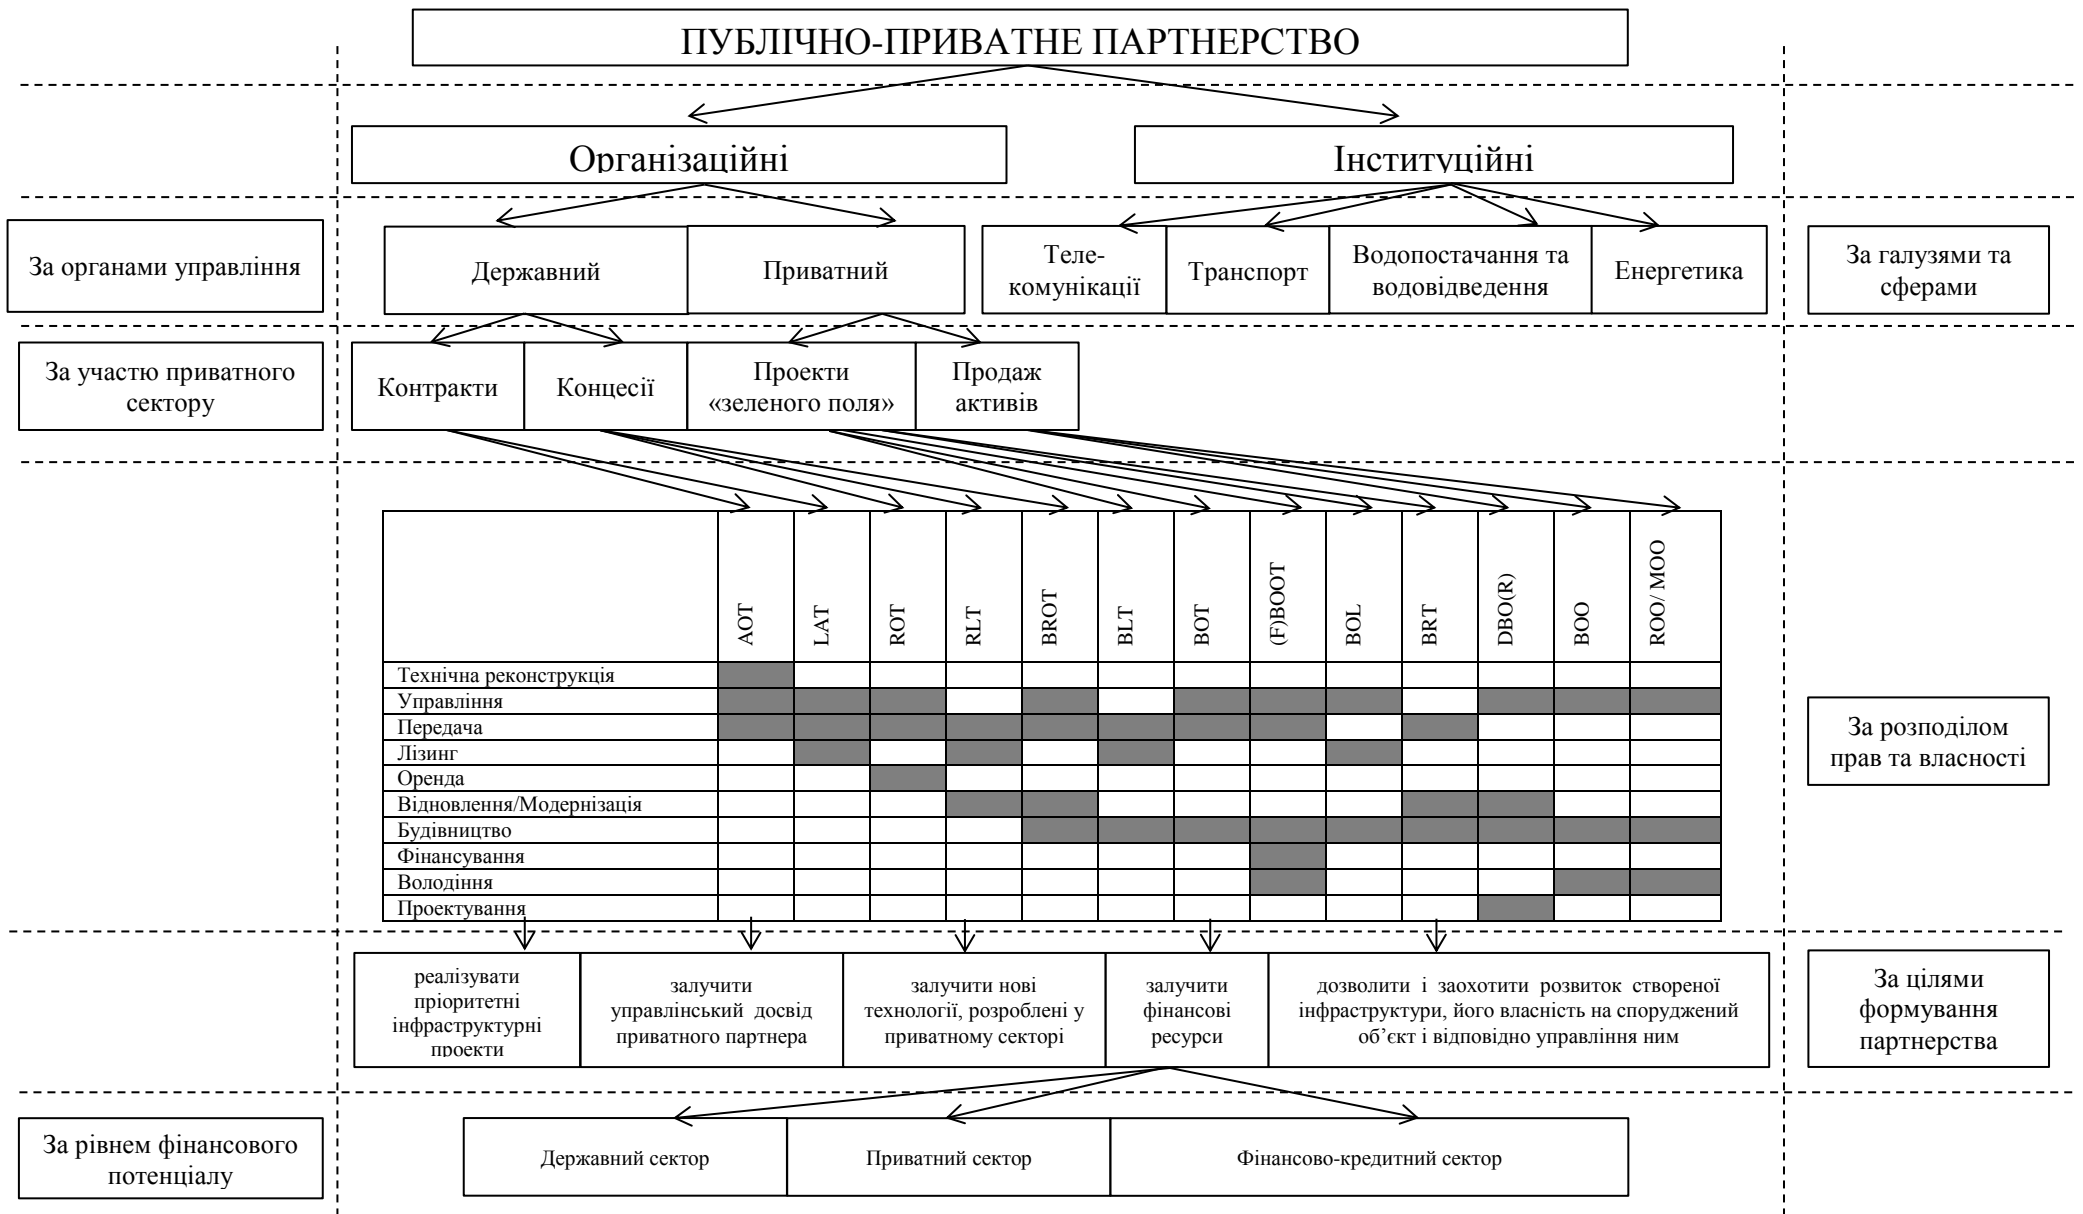 ПУБЛІЧНО-ПРИВАТНЕ ПАРТНЕРСТВО
Організаційні
Інституційні
За органами управління
Державний
Приватний
Теле-
комунікації
Транспорт
Водопостачання та
водовідведення
Енергетика
За галузями та
сферами
За участю приватного
сектору
Контракти
Концесії
Проекти
«зеленого поля»
Продаж
активів
AOT
LAT
ROT
RLT
BROT
BLT
BOT
(F)BOOT
BOL
BRT
DBO(R)
BOO
ROO/ MOO
Технічна реконструкція
Управління
Передача
Лізинг
Оренда
Відновлення/Модернізація
Будівництво
Фінансування
Володіння
Проектування
За розподілом
прав та власності
реалізувати
пріоритетні
інфраструктурні
проекти
залучити
управлінський досвід
приватного партнера
залучити нові
технології, розроблені у
приватному секторі
залучити
фінансові
ресурси
дозволити і заохотити розвиток створеної
інфраструктури, його власність на споруджений
об’єкт і відповідно управління ним
За цілями
формування
партнерства
За рівнем фінансового
потенціалу
Державний сектор
Приватний сектор
Фінансово-кредитний сектор